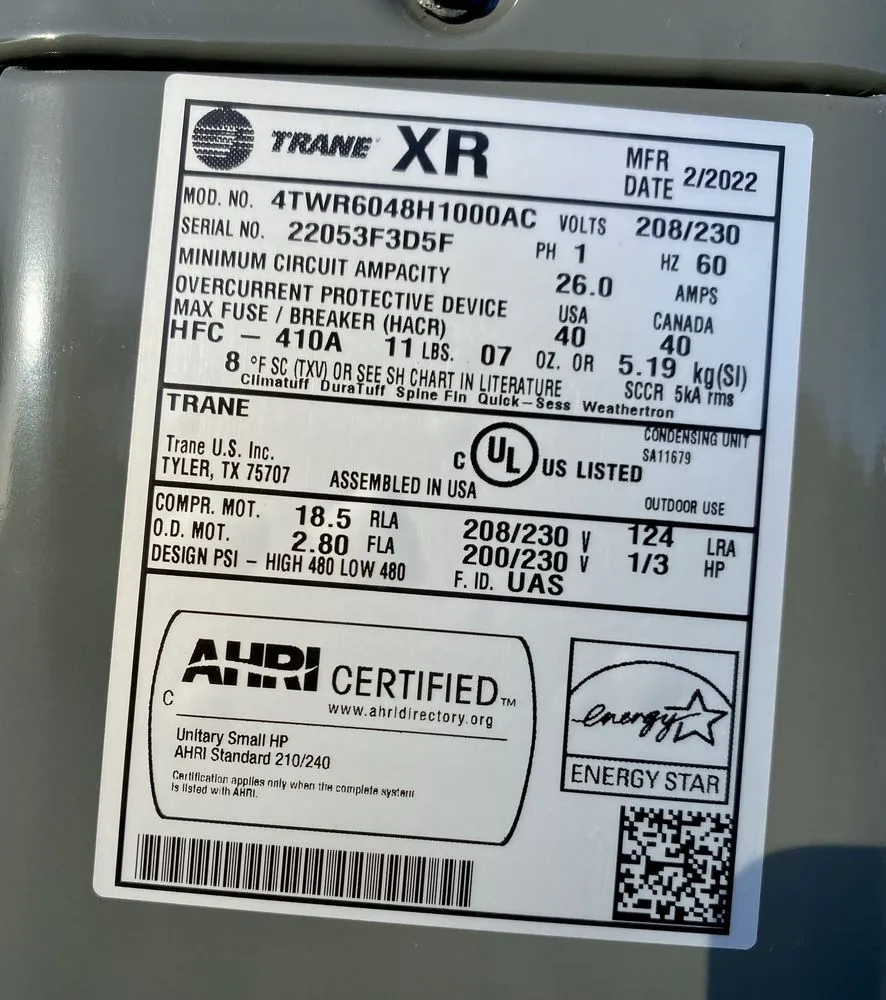 TRANE XR MFR DATE 2/2022
MOD. NO. 4TWR6048H1000AC VOLTS 208/230
SERIAL NO. 22053F3D5F PH 1 HZ 60
MINIMUM CIRCUIT AMPACITY 26.0 AMPS
OVERCURRENT PROTECTIVE DEVICE USA CANADA
MAX FUSE / BREAKER (HACR) 40 40
HFC - 410A 11 LBS. 07 OZ. OR 5.19 kg(SI)
8 °F SC (TXV) OR SEE SH CHART IN LITERATURE SCCR 5kA rms
Climatuff DuraTuff Spine Fin Quick-Sess Weathertron
TRANE
CONDENSING UNIT
SA11679
Trane U.S. Inc.
TYLER, TX 75707
ASSEMBLED IN USA
C UL US LISTED
OUTDOOR USE
COMPR. MOT. 18.5 RLA 208/230 V 124 LRA
O.D. MOT. 2.80 FLA 200/230 V 1/3 HP
DESIGN PSI - HIGH 480 LOW 480 F. ID. UAS
AHRI CERTIFIED™
www.ahridirectory.org
C
Unitary Small HP
AHRI Standard 210/240
Certification applies only when the complete system
is listed with AHRI.
energy
ENERGY STAR